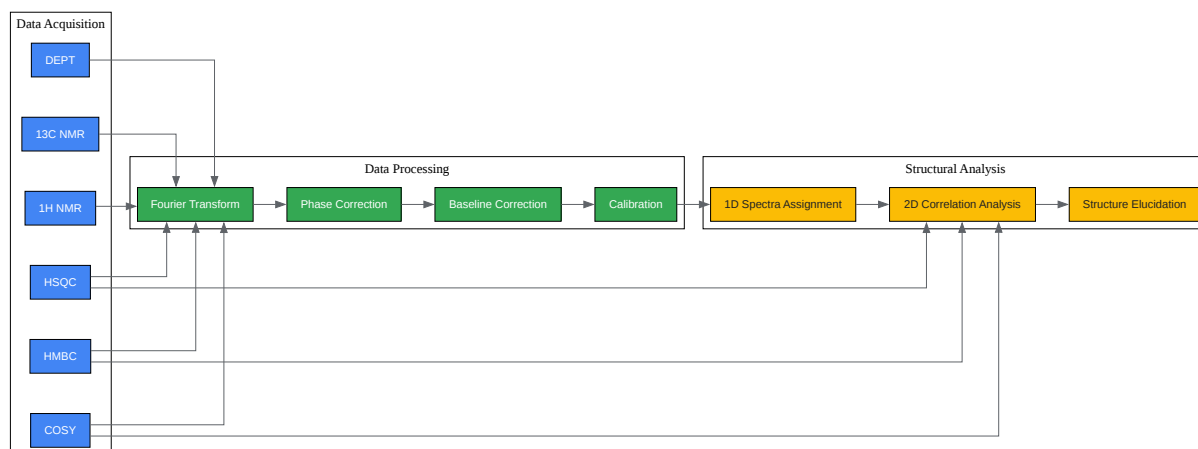 Data Acquisition
DEPT
13C NMR
1H NMR
HSQC
HMBC
COSY
Data Processing
Fourier Transform
Phase Correction
Baseline Correction
Calibration
Structural Analysis
1D Spectra Assignment
2D Correlation Analysis
Structure Elucidation